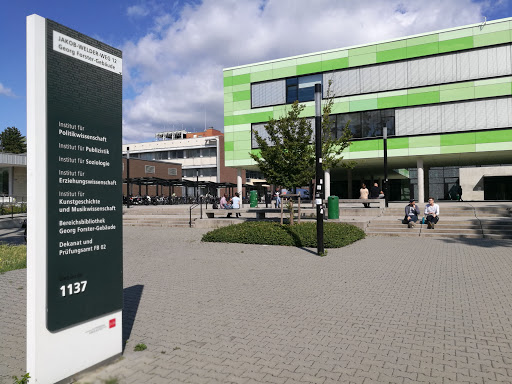 JAKOB-WELDER-WEG 12
Georg Forster-Gebäude
Institut für
Politikwissenschaft
Institut für Publizistik
Institut für Soziologie
Institut für
Erziehungswissenschaft
Institut für
Kunstgeschichte
und Musikwissenschaft
Bereichsbibliothek
Georg Forster-Gebäude
Dekanat und
Prüfungsamt FB 02
1137